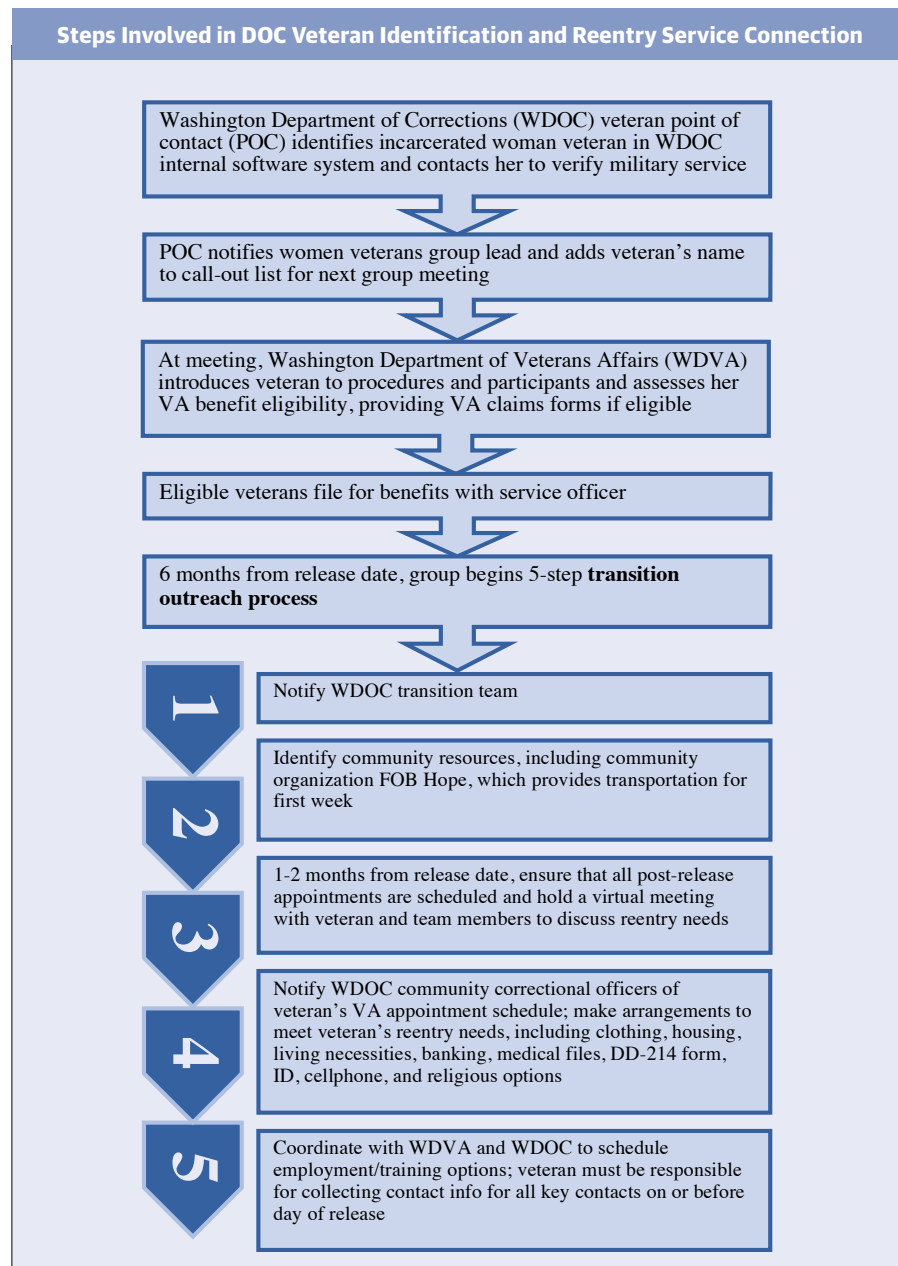 Steps Involved in DOC Veteran Identification and Reentry Service Connection
Washington Department of Corrections (WDOC) veteran point of
contact (POC) identifies incarcerated woman veteran in WDOC
internal software system and contacts her to verify military service
POC notifies women veterans group lead and adds veteran’s name
to call-out list for next group meeting
At meeting, Washington Department of Veterans Affairs (WDVA)
introduces veteran to procedures and participants and assesses her
VA benefit eligibility, providing VA claims forms if eligible
Eligible veterans file for benefits with service officer
6 months from release date, group begins 5-step transition
outreach process
1
Notify WDOC transition team
2
Identify community resources, including community
organization FOB Hope, which provides transportation for
first week
3
1-2 months from release date, ensure that all post-release
appointments are scheduled and hold a virtual meeting
with veteran and team members to discuss reentry needs
4
Notify WDOC community correctional officers of
veteran’s VA appointment schedule; make arrangements to
meet veteran’s reentry needs, including clothing, housing,
living necessities, banking, medical files, DD-214 form,
ID, cellphone, and religious options
5
Coordinate with WDVA and WDOC to schedule
employment/training options; veteran must be responsible
for collecting contact info for all key contacts on or before
day of release